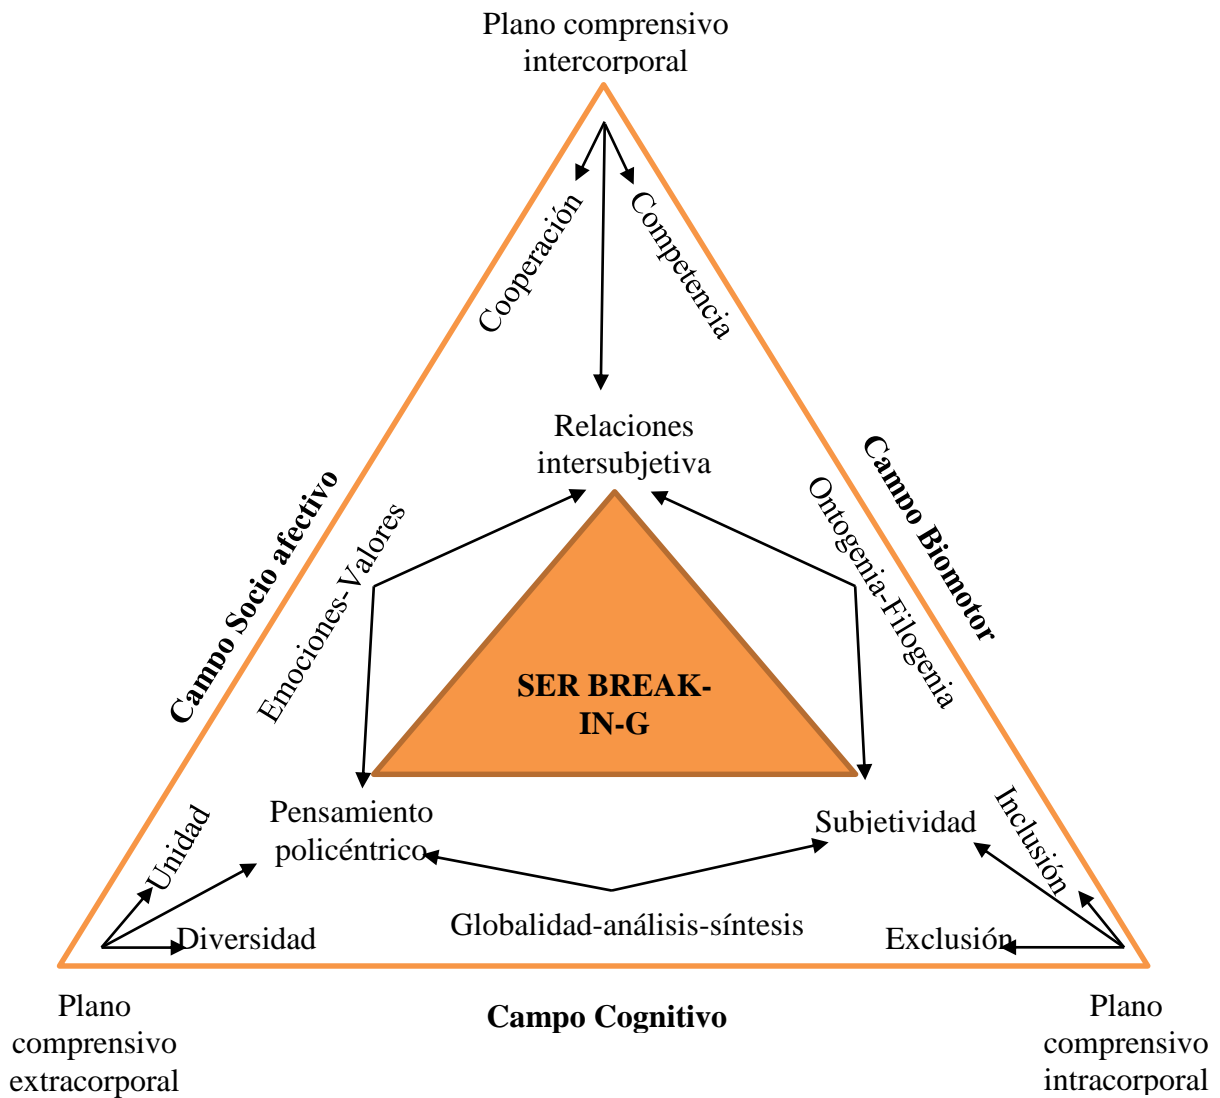 Plano comprensivo
intercorporal
Cooperación
Competencia
Relaciones
intersubjetiva
Campo Socio afectivo
Emociones-Valores
Ontogenia-Filogenia
Campo Biomotor
SER BREAK-
IN-G
Unidad
Pensamiento
policéntrico
Subjetividad
Inclusión
Diversidad
Globalidad-análisis-síntesis
Exclusión
Plano
comprensivo
extracorporal
Campo Cognitivo
Plano
comprensivo
intracorporal